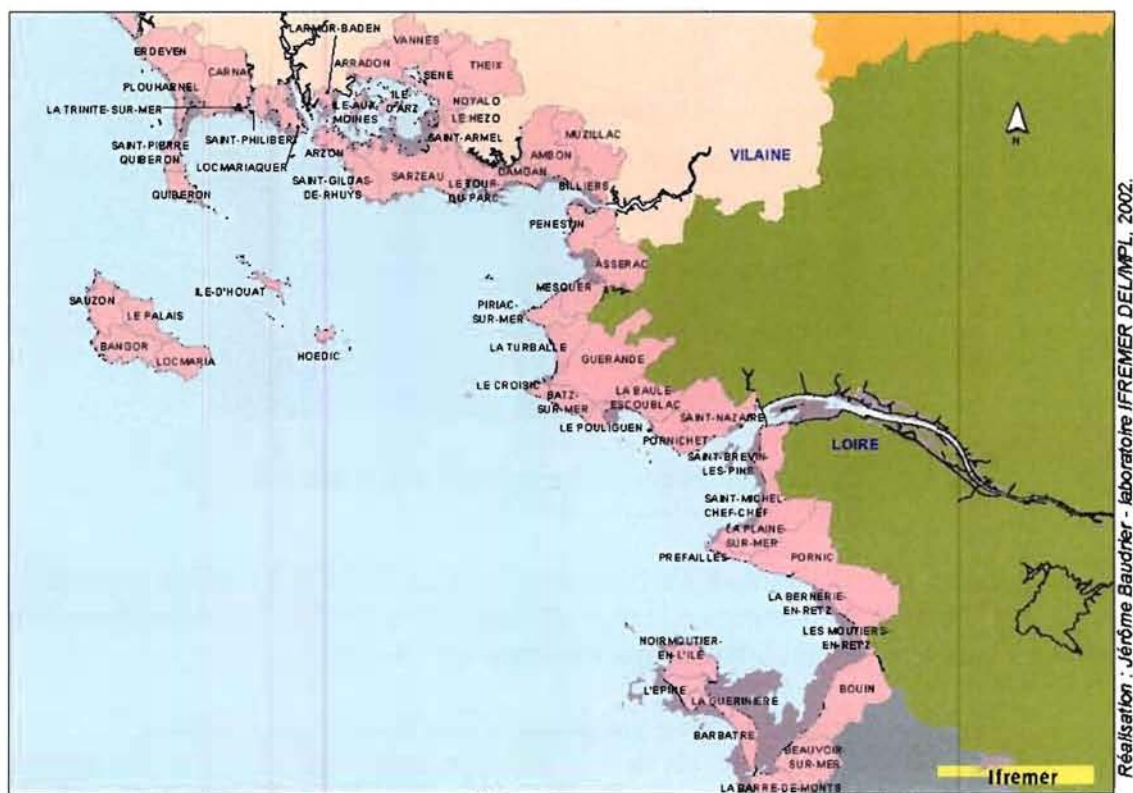 LARMOR-BADEN
VANNES
ERDEVEN
ARRADON
CARNAC
SENE
THEIX
PLOUHARNEL
ILE
D'ARZ
LA TRINITE-SUR-MER
ILE-AUX-
MOINES
NOYALO
LE HEZO
SAINT-PHILIBERT
SAINT-ARMEL
MUZILLAC
SAINT-PIERRE
QUIBERON
LOCMARIAQUER
ARZON
AMBON
VILAINE
SAINT-GILDAS-
DE-RHUYS
SARZEAU
LE TOUR-
DU-PARC
DAMGAN
BILLIERS
QUIBERON
PENESTIN
ASSERAC
MESQUER
SAUZON
LE PALAIS
BANGOR
LOCMARIA
ILE-D'HOUAT
HOEDIC
PIRIAC-
SUR-MER
LA TURBALLE
GUERANDE
LE CROISIC
BATZ-
SUR-MER
LA BAULE-
ESCOUBLAC
LE POULIGUEN
SAINT-NAZAIRE
PORNICHET
LOIRE
SAINT-BREVIN-
LES-PINS
SAINT-MICHEL-
CHEF-CHEF
LA PLAINE-
SUR-MER
PREFAILLES
PORNIC
LA BERNERIE-
EN-RETZ
LES MOUTIERS-
EN-RETZ
NOIRMOUTIER-
EN-L'ILE
L'EPINE
LA GUERINIERE
BOUIN
BARBATRE
BEAUVOIR-
SUR-MER
LA BARRE-DE-MONTS
N
Ifremer
Réalisation : Jérôme Baudrier - laboratoire IFREMER DEL/MPL, 2002.